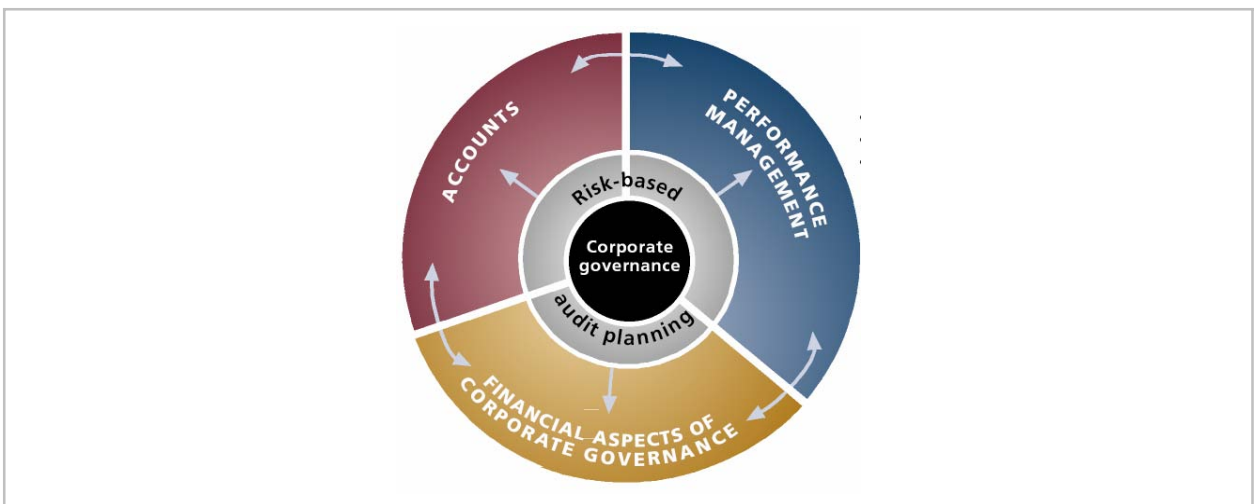 ACCOUNTS
PERFORMANCE
MANAGEMENT
Risk-based
Corporate
governance
audit planning
FINANCIAL ASPECTS OF
CORPORATE GOVERNANCE